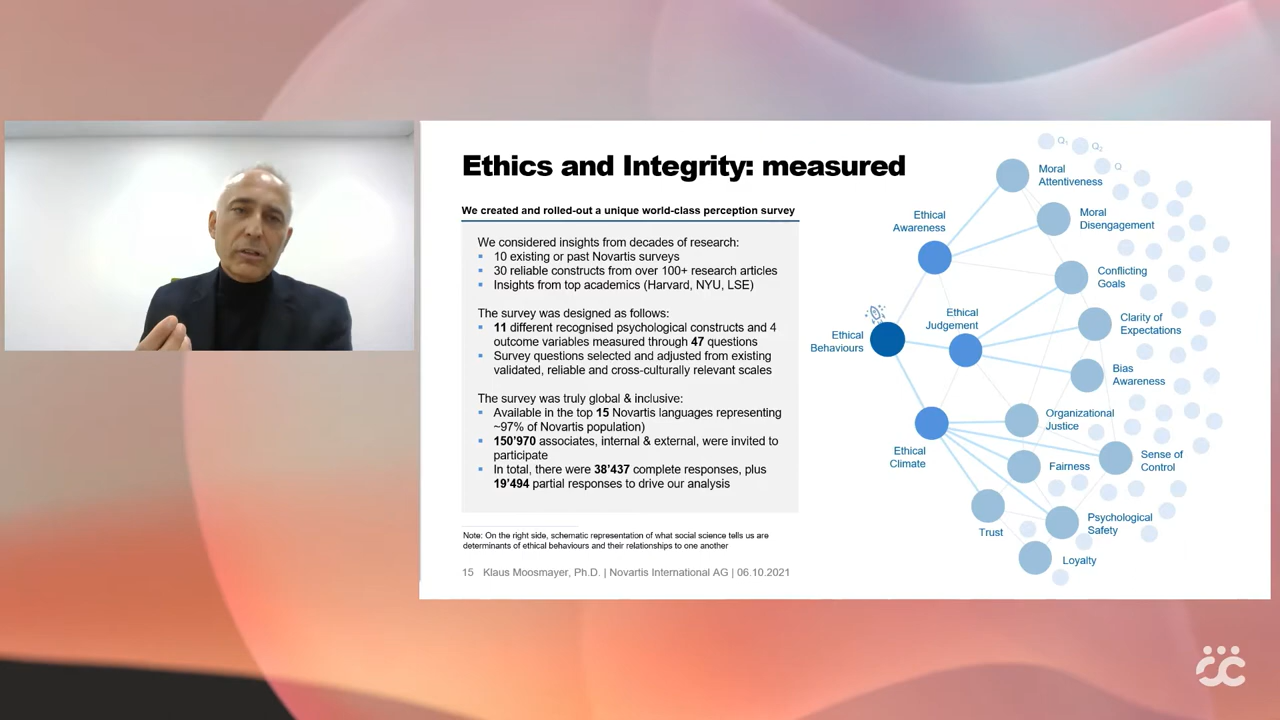 Ethics and Integrity: measured
We created and rolled-out a unique world-class perception survey
We considered insights from decades of research:
10 existing or past Novartis surveys
30 reliable constructs from over 100+ research articles
Insights from top academics (Harvard, NYU, LSE)
The survey was designed as follows:
11 different recognised psychological constructs and 4
outcome variables measured through 47 questions
Survey questions selected and adjusted from existing
validated, reliable and cross-culturally relevant scales
The survey was truly global & inclusive:
Available in the top 15 Novartis languages representing
~97% of Novartis population)
150'970 associates, internal & external, were invited to
participate
In total, there were 38'437 complete responses, plus
19'494 partial responses to drive our analysis
Note: On the right side, schematic representation of what social science tells us are
determinants of ethical behaviours and their relationships to one another
15 Klaus Moosmayer, Ph.D. | Novartis International AG | 06.10.2021
Q1
Q2
Q
Moral
Attentiveness
Moral
Disengagement
Ethical
Awareness
Conflicting
Goals
Ethical
Judgement
Clarity of
Expectations
Ethical
Behaviours
Bias
Awareness
Organizational
Justice
Ethical
Climate
Fairness
Sense of
Control
Trust
Psychological
Safety
Loyalty